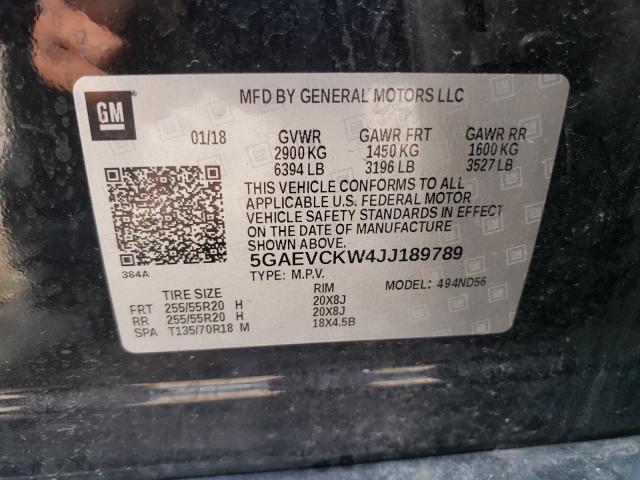 GM
MFD BY GENERAL MOTORS LLC
01/18 GVWR GAWR FRT GAWR RR
2900 KG 1450 KG 1600 KG
6394 LB 3196 LB 3527 LB
THIS VEHICLE CONFORMS TO ALL
APPLICABLE U.S. FEDERAL MOTOR
VEHICLE SAFETY STANDARDS IN EFFECT
ON THE DATE OF MANUFACTURE
SHOWN ABOVE.
384A
5GAEVCKW4JJ189789
TYPE: M.P.V. MODEL: 494ND56
TIRE SIZE RIM
FRT 255/55R20 H 20X8J
RR 255/55R20 H 20X8J
SPA T135/70R18 M 18X4.5B